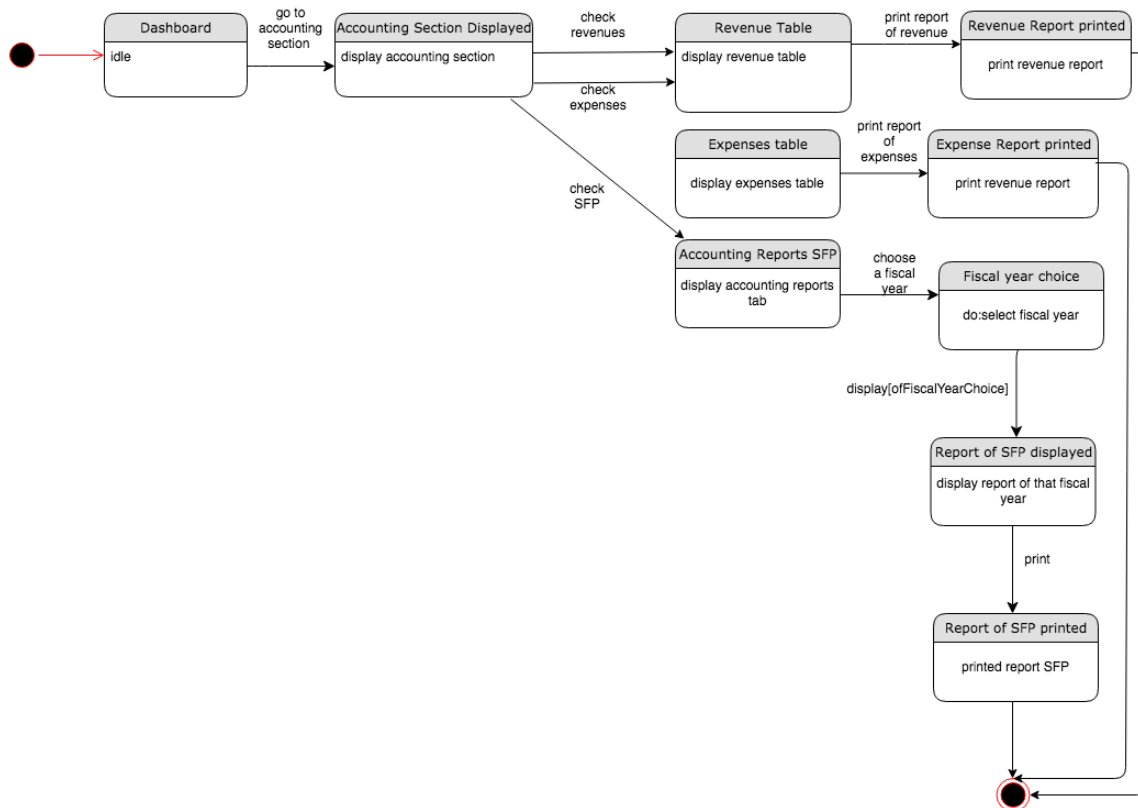 Dashboard
idle
go to
accounting
section
Accounting Section Displayed
display accounting section
check
revenues
check
expenses
Revenue Table
display revenue table
print report
of revenue
Revenue Report printed
print revenue report
Expenses table
display expenses table
print report
of
expenses
Expense Report printed
print revenue report
check
SFP
Accounting Reports SFP
display accounting reports
tab
choose
a fiscal
year
Fiscal year choice
do:select fiscal year
display[ofFiscalYearChoice]
Report of SFP displayed
display report of that fiscal
year
print
Report of SFP printed
printed report SFP